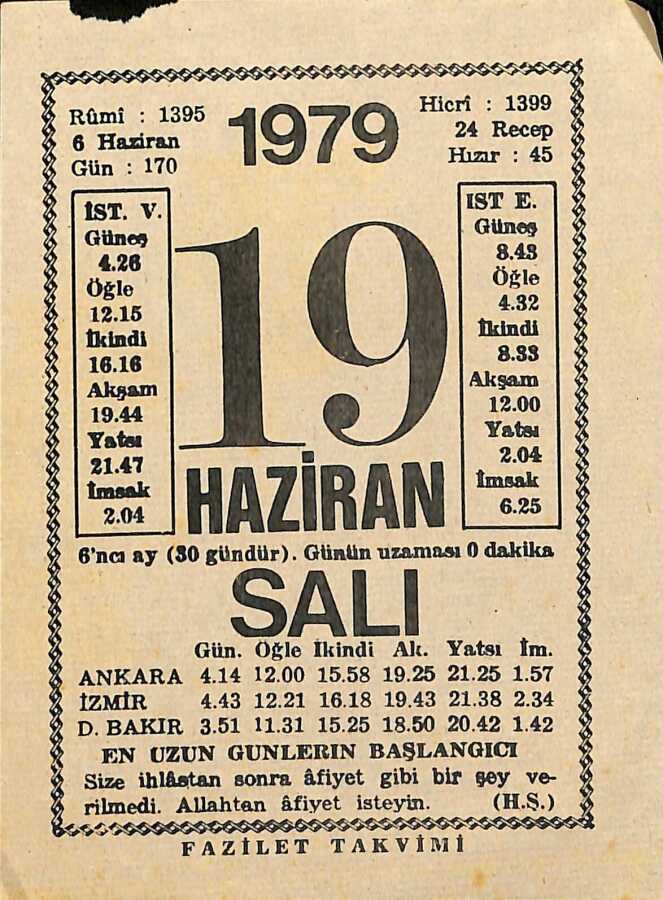 Rûmî : 1395
6 Haziran
Gün : 170
1979
Hicrî : 1399
24 Recep
Hızır : 45
İST. V.
Güneş
4.26
Öğle
12.15
İkindi
16.16
Akşam
19.44
Yatsı
21.47
İmsak
2.04
19
HAZİRAN
IST E.
Güneş
8.43
Öğle
4.32
İkindi
8.33
Akşam
12.00
Yatsı
2.04
İmsak
6.25
6'ncı ay (30 gündür). Günün uzaması 0 dakika
SALI
Gün. Öğle İkindi Ak. Yatsı İm.
ANKARA 4.14 12.00 15.58 19.25 21.25 1.57
İZMİR 4.43 12.21 16.18 19.43 21.38 2.34
D. BAKIR 3.51 11.31 15.25 18.50 20.42 1.42
EN UZUN GUNLERIN BAŞLANGICI
Size ihlâstan sonra âfiyet gibi bir şey ve-
rilmedi. Allahtan âfiyet isteyin. (H.Ş.)
FAZİLET TAKVİMİ